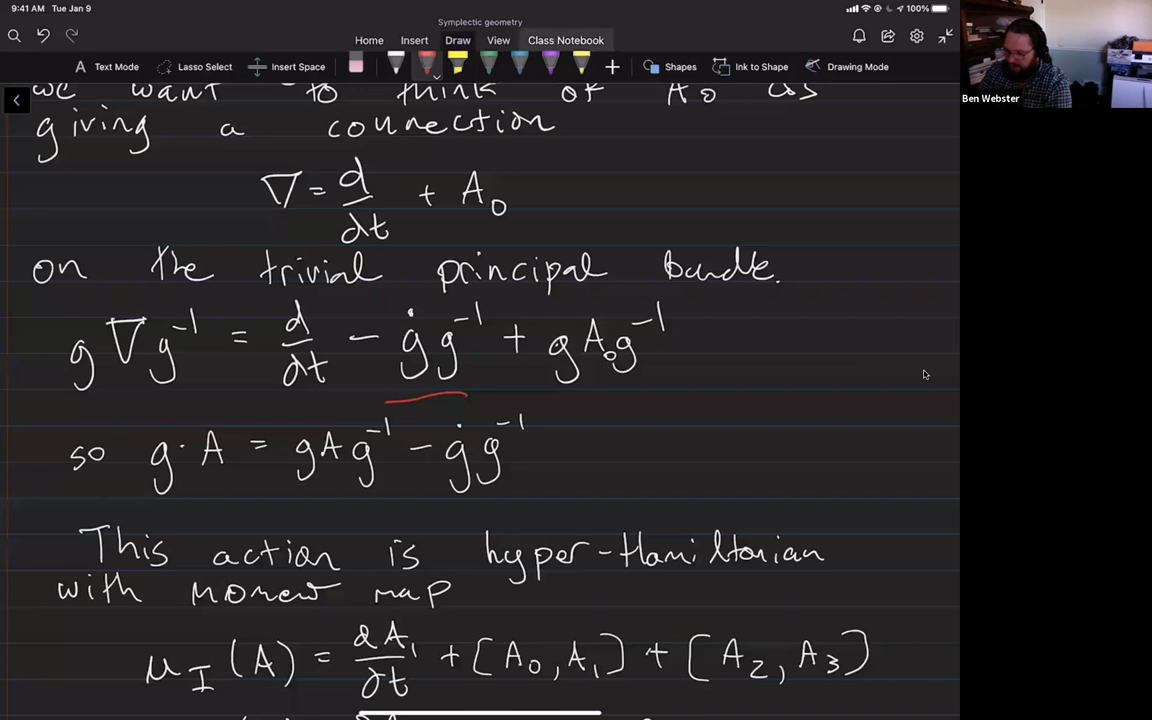 9:41 AM Tue Jan 9
100%
Symplectic geometry
Home Insert Draw View Class Notebook
Text Mode Lasso Select Insert Space Shapes Ink to Shape Drawing Mode
we want to think of A₀ as
giving a connection
∇ = d/dt + A₀
on the trivial principal bundle.
g∇g⁻¹ = d/dt - ġg⁻¹ + gA₀g⁻¹
so g·A = gAg⁻¹ - ġg⁻¹
This action is hyper-Hamiltonian
with moment map
μ_I(A) = dA₁/dt + [A₀, A₁] + [A₂, A₃]
Ben Webster